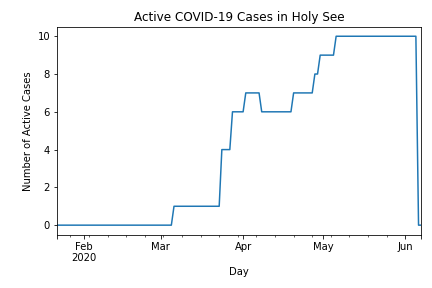 Active COVID-19 Cases in Holy See
Number of Active Cases
10
8
6
4
2
0
Feb Mar Apr May Jun
2020
Day